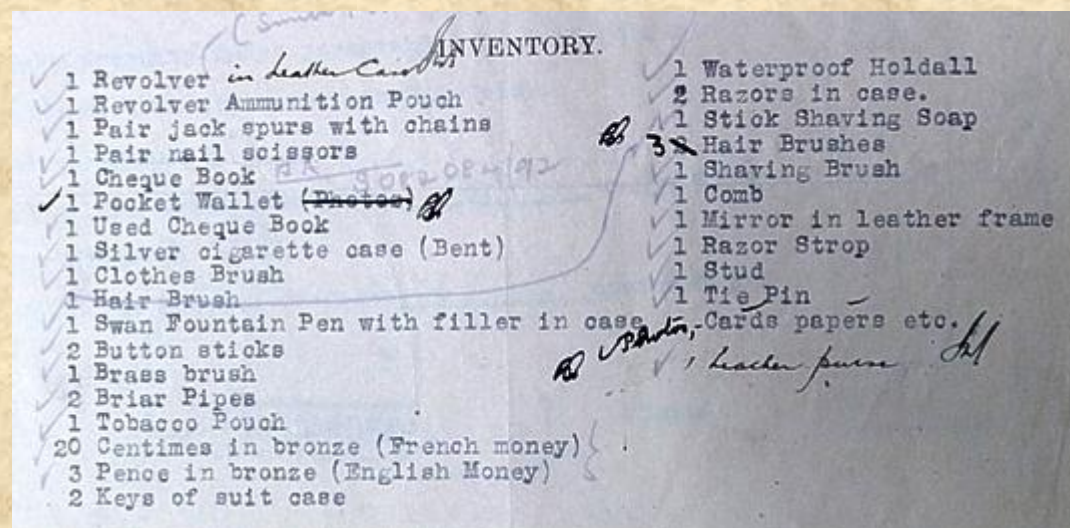 INVENTORY.
1 Revolver in Leather Case
1 Revolver Ammunition Pouch
1 Pair jack spurs with chains
1 Pair nail scissors
1 Cheque Book
1 Pocket Wallet (Photos)
1 Used Cheque Book
1 Silver cigarette case (Bent)
1 Clothes Brush
1 Hair Brush
1 Swan Fountain Pen with filler in case
2 Button sticks
1 Brass brush
2 Briar Pipes
1 Tobacco Pouch
20 Centimes in bronze (French money)
3 Pence in bronze (English Money)
2 Keys of suit case
1 Waterproof Holdall
2 Razors in case.
1 Stick Shaving Soap
3 Hair Brushes
1 Shaving Brush
1 Comb
1 Mirror in leather frame
1 Razor Strop
1 Stud
1 Tie Pin
Photos, -Cards papers etc.
1 leather purse